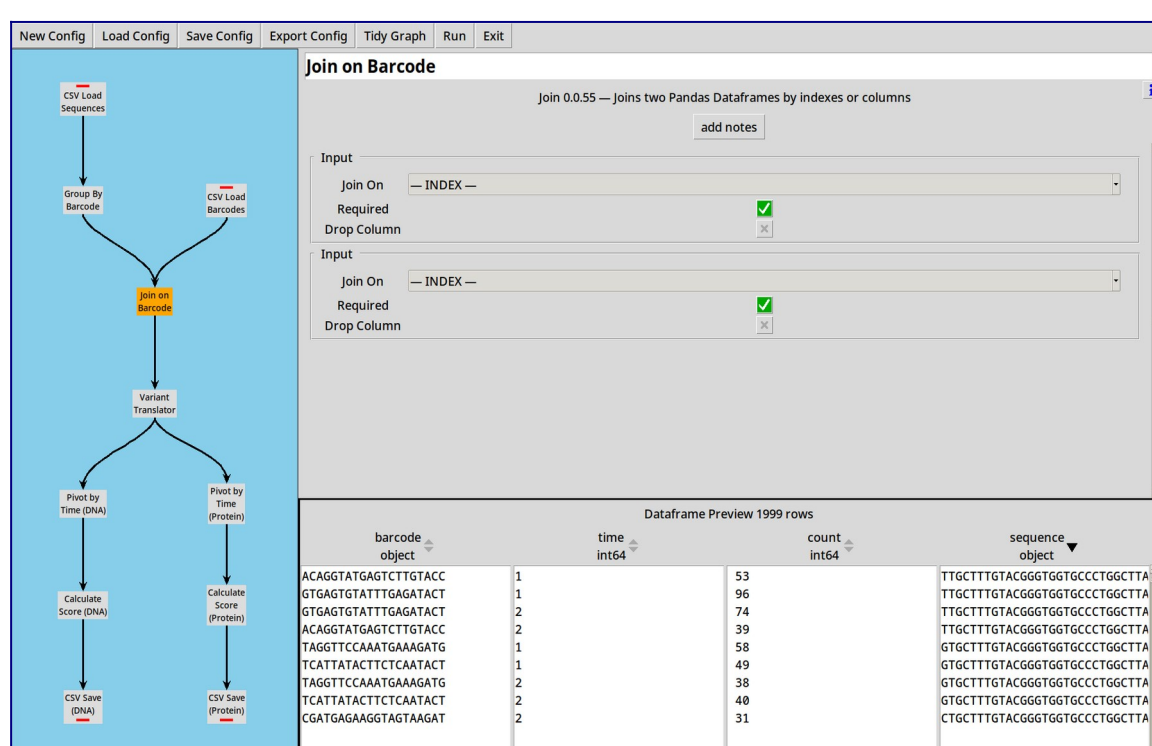 New Config Load Config Save Config Export Config Tidy Graph Run Exit
CSV Load
Sequences
Group By
Barcode
CSV Load
Barcodes
Join on
Barcode
Variant
Translator
Pivot by
Time (DNA)
Pivot by
Time
(Protein)
Calculate
Score (DNA)
Calculate
Score
(Protein)
CSV Save
(DNA)
CSV Save
(Protein)
Join on Barcode
Join 0.0.55 — Joins two Pandas Dataframes by indexes or columns
add notes
Input
Join On — INDEX —
Required
Drop Column
Input
Join On — INDEX —
Required
Drop Column
Dataframe Preview 1999 rows
barcode time count sequence
object int64 int64 object
ACAGGTATGAGTCTTGTACC 1 53 TTGCTTTGTACGGGTGGTGCCCTGGCTTA
GTGAGTGTATTTGAGATACT 1 96 TTGCTTTGTACGGGTGGTGCCCTGGCTTA
GTGAGTGTATTTGAGATACT 2 74 TTGCTTTGTACGGGTGGTGCCCTGGCTTA
ACAGGTATGAGTCTTGTACC 2 39 TTGCTTTGTACGGGTGGTGCCCTGGCTTA
TAGGTTCCAAATGAAAGATG 1 58 GTGCTTTGTACGGGTGGTGCCCTGGCTTA
TCATTATACTTCTCAATACT 1 49 GTGCTTTGTACGGGTGGTGCCCTGGCTTA
TAGGTTCCAAATGAAAGATG 2 38 GTGCTTTGTACGGGTGGTGCCCTGGCTTA
TCATTATACTTCTCAATACT 2 40 GTGCTTTGTACGGGTGGTGCCCTGGCTTA
CGATGAGAAGGTAGTAAGAT 2 31 CTGCTTTGTACGGGTGGTGCCCTGGCTTA